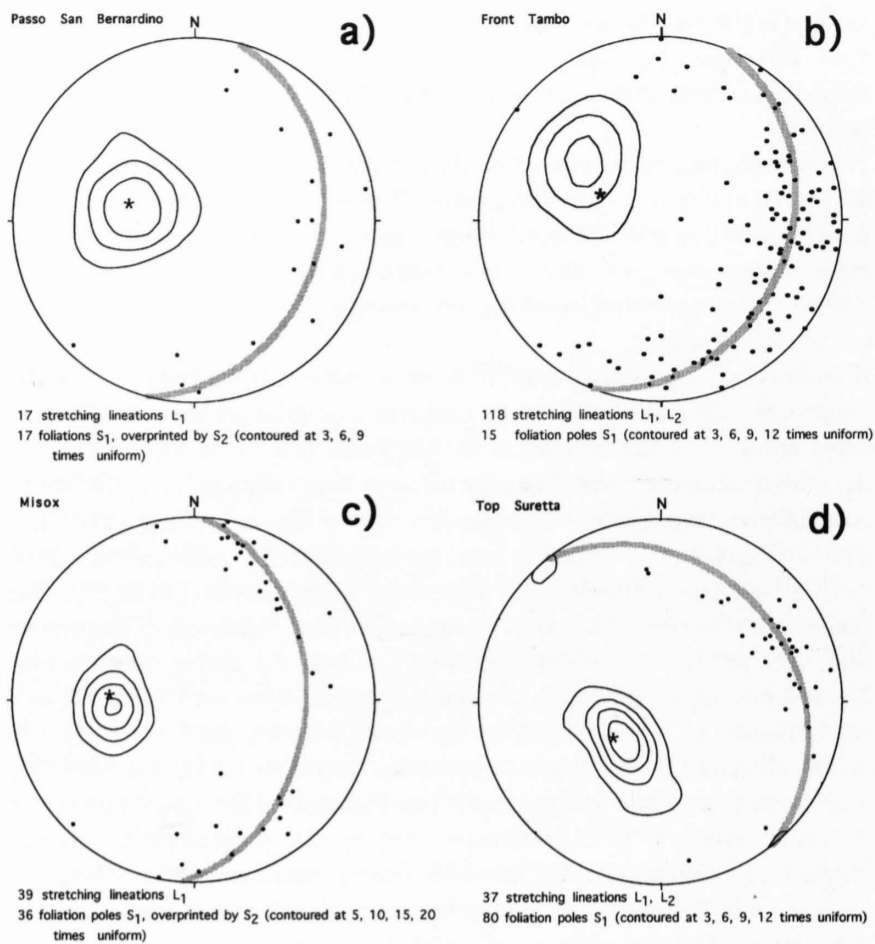 Passo San Bernardino
N
a)
17 stretching lineations L₁
17 foliations S₁, overprinted by S₂ (contoured at 3, 6, 9
times uniform)
Front Tambo
N
b)
118 stretching lineations L₁, L₂
15 foliation poles S₁ (contoured at 3, 6, 9, 12 times uniform)
Misox
N
c)
39 stretching lineations L₁
36 foliation poles S₁, overprinted by S₂ (contoured at 5, 10, 15, 20
times uniform)
Top Suretta
N
d)
37 stretching lineations L₁, L₂
80 foliation poles S₁ (contoured at 3, 6, 9, 12 times uniform)